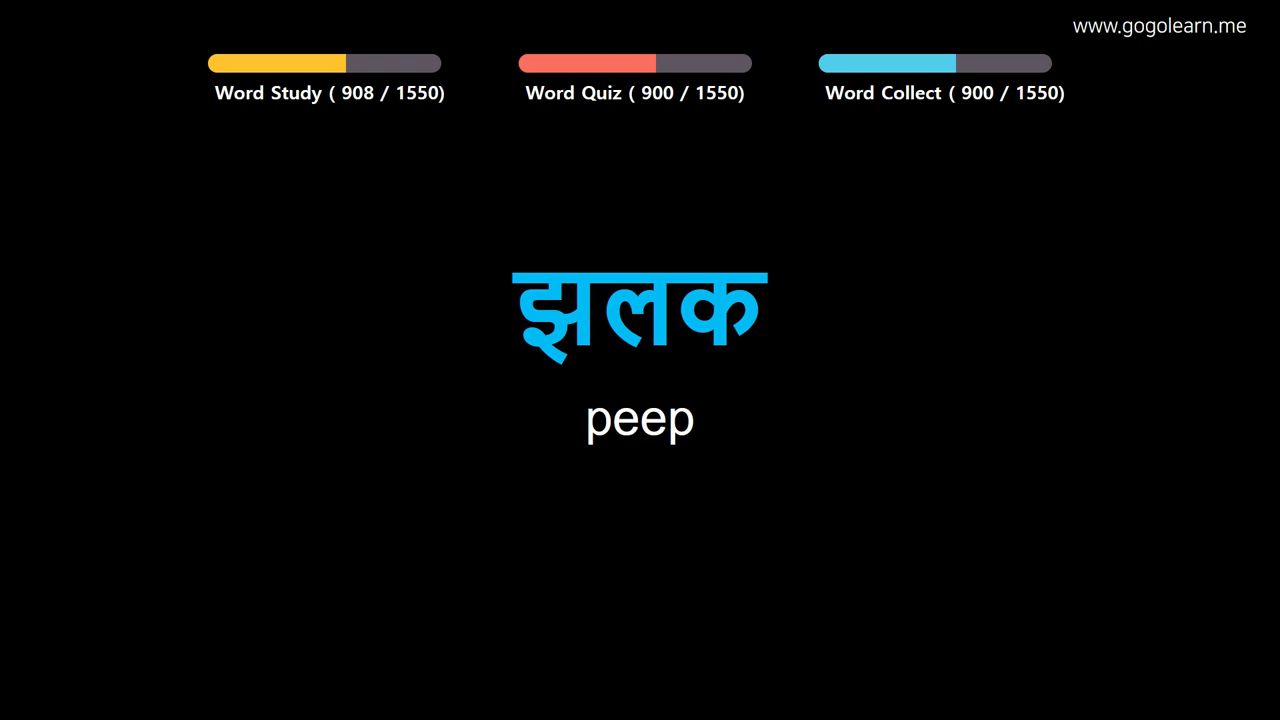 www.gogolearn.me
Word Study ( 908 / 1550)
Word Quiz ( 900 / 1550)
Word Collect ( 900 / 1550)
झलक
peep